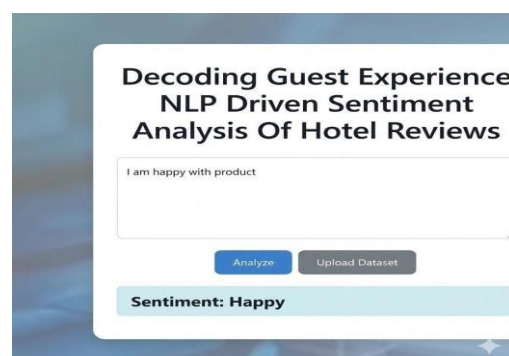 Decoding Guest Experience
NLP Driven Sentiment
Analysis Of Hotel Reviews
I am happy with product
Analyze
Upload Dataset
Sentiment: Happy